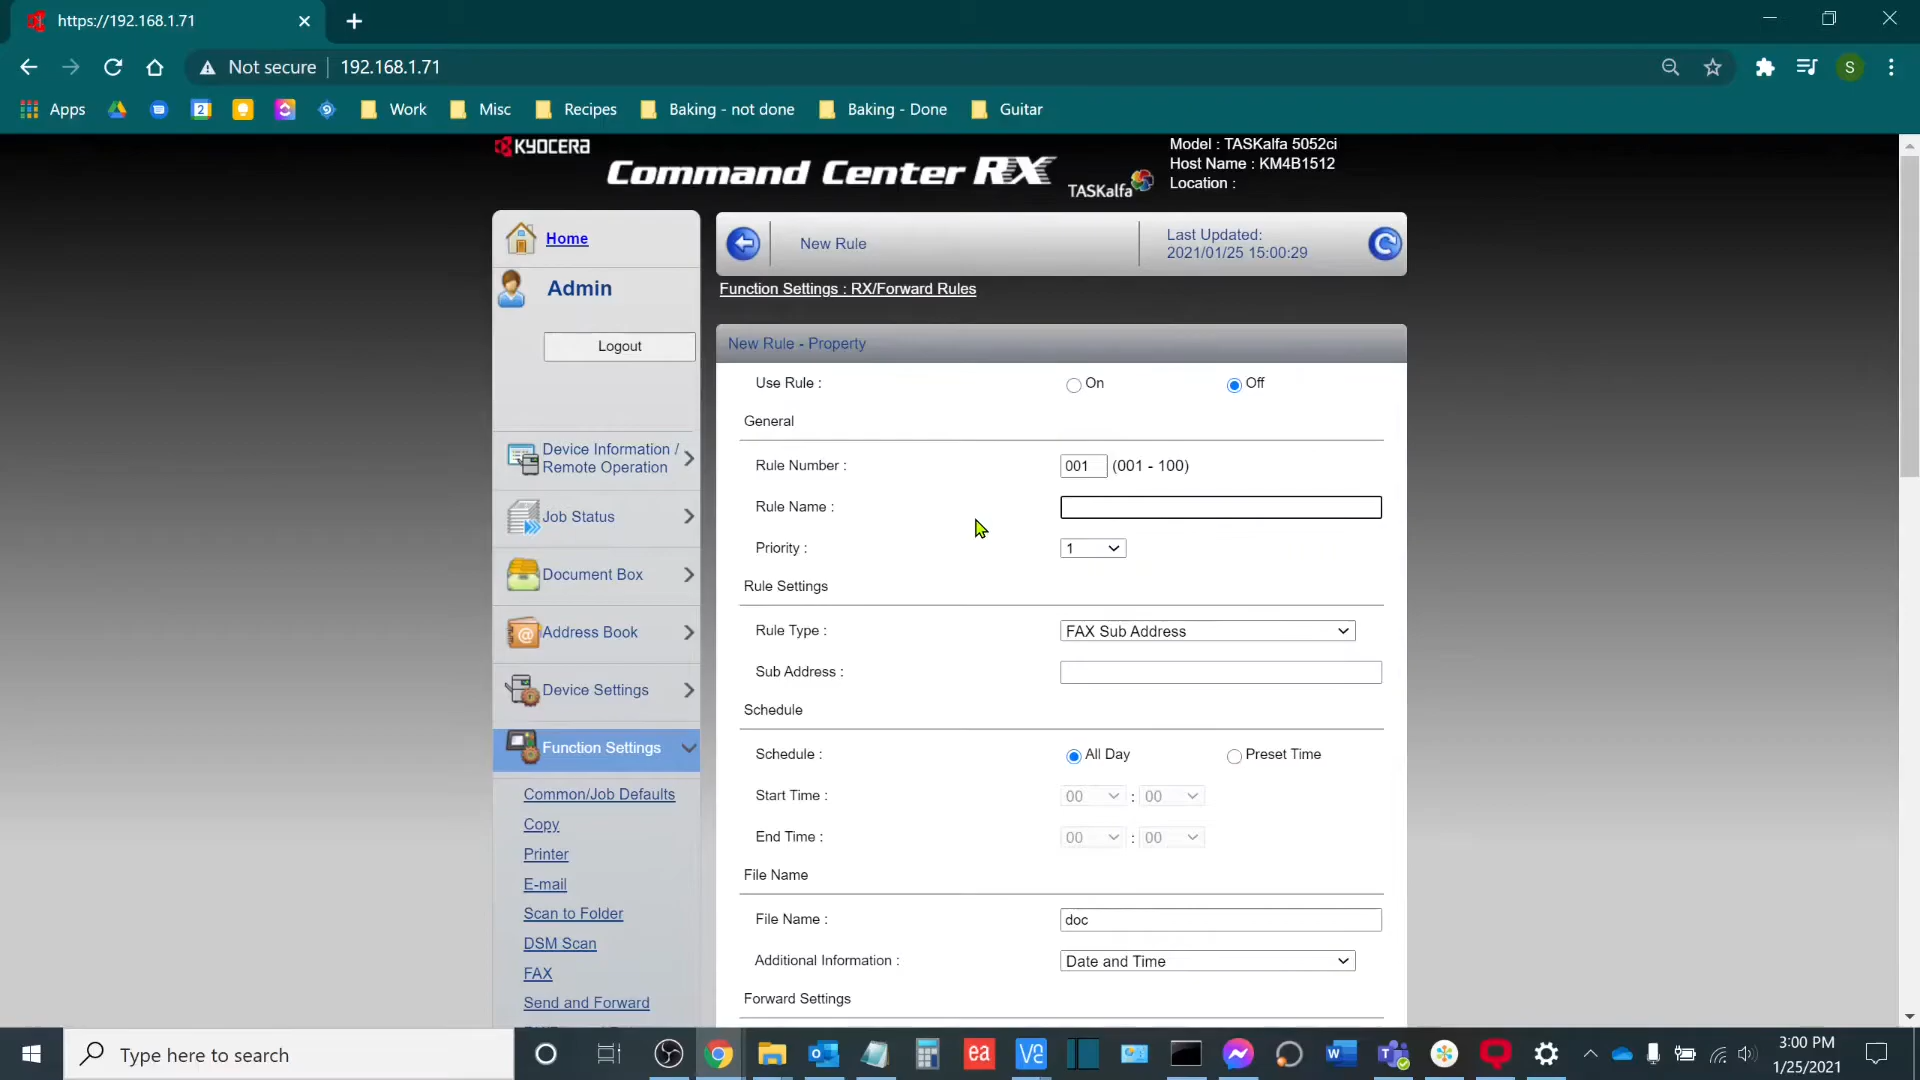 https://192.168.1.71
Not secure
192.168.1.71
S
Apps
2
Work
Misc
Recipes
Baking - not done
Baking - Done
Guitar
KYOCERA
Command Center RX
TASKalfa
Model : TASKalfa 5052ci
Host Name : KM4B1512
Location :
Home
Admin
Logout
Device Information /
Remote Operation
Job Status
Document Box
Address Book
Device Settings
Function Settings
Common/Job Defaults
Copy
Printer
E-mail
Scan to Folder
DSM Scan
FAX
Send and Forward
New Rule
Last Updated:
2021/01/25 15:00:29
Function Settings : RX/Forward Rules
New Rule - Property
Use Rule :
On
Off
General
Rule Number :
001
(001 - 100)
Rule Name :
Priority :
1
Rule Settings
Rule Type :
FAX Sub Address
Sub Address :
Schedule
Schedule :
All Day
Preset Time
Start Time :
00 : 00
End Time :
00 : 00
File Name
File Name :
doc
Additional Information :
Date and Time
Forward Settings
Type here to search
ea
3:00 PM
1/25/2021